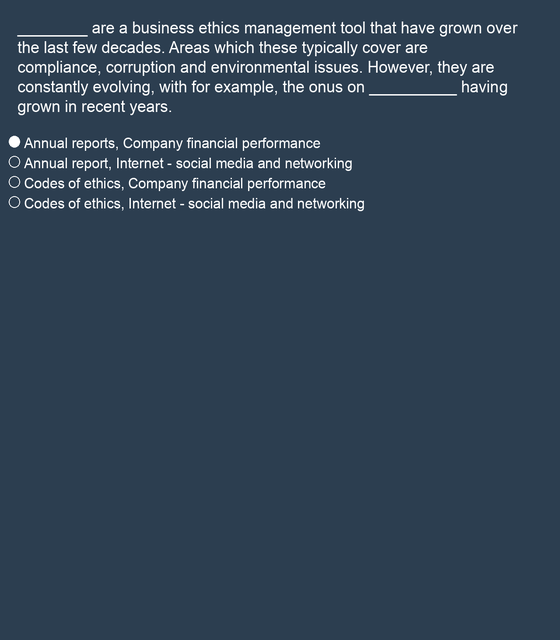 ________ are a business ethics management tool that have grown over
the last few decades. Areas which these typically cover are
compliance, corruption and environmental issues. However, they are
constantly evolving, with for example, the onus on __________ having
grown in recent years.
Annual reports, Company financial performance
Annual report, Internet - social media and networking
Codes of ethics, Company financial performance
Codes of ethics, Internet - social media and networking